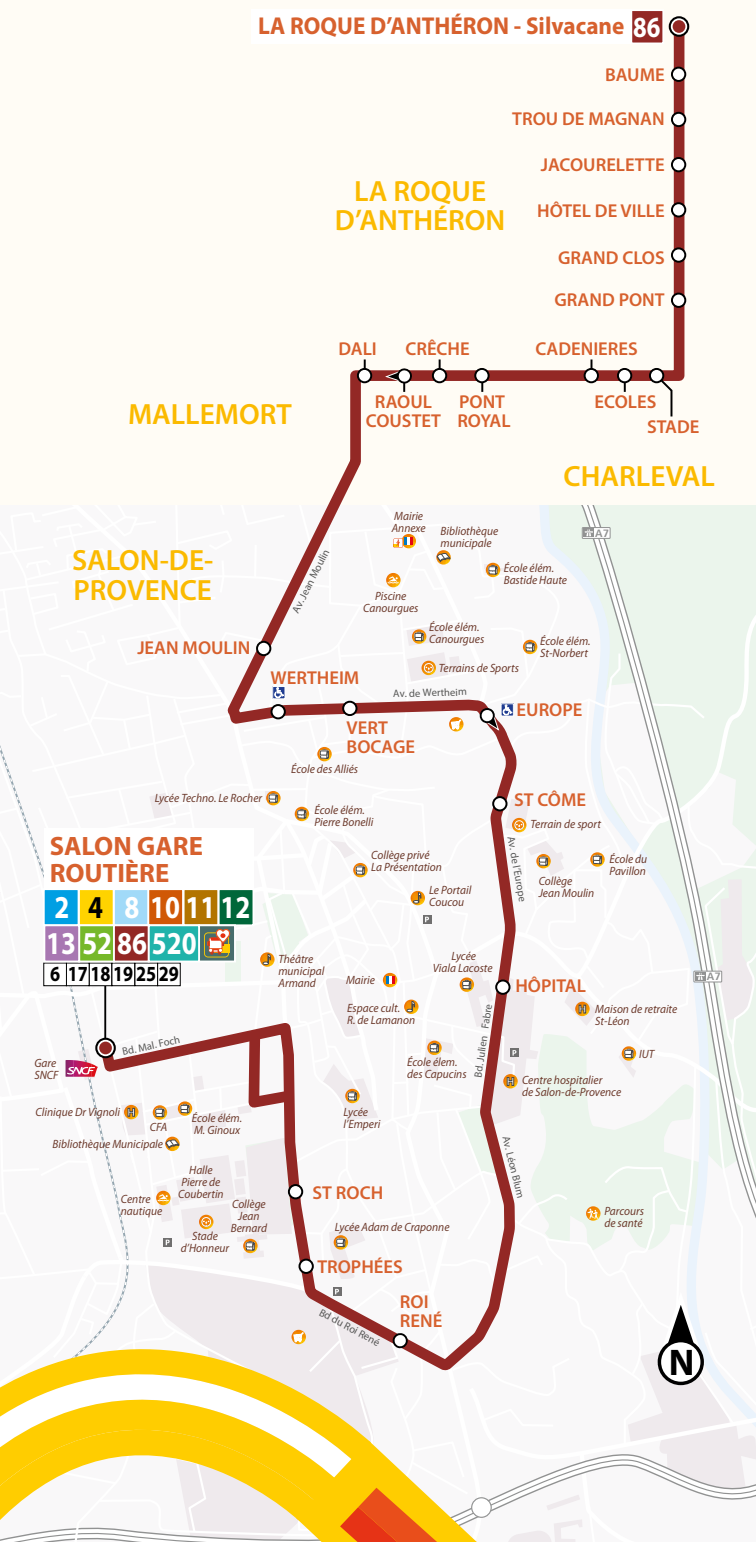 LA ROQUE D'ANTHÉRON - Silvacane 86
BAUME
TROU DE MAGNAN
JACOURELETTE
LA ROQUE
D'ANTHÉRON
HÔTEL DE VILLE
GRAND CLOS
GRAND PONT
DALI
CRÊCHE
CADENIERES
RAOUL
COUSTET
PONT
ROYAL
ECOLES
STADE
MALLEMORT
CHARLEVAL
SALON-DE-
PROVENCE
Mairie
Annexe
Bibliothèque
municipale
A7
École élém.
Bastide Haute
Piscine
Canourgues
Av. Jean Moulin
École élém.
Canourgues
École élém.
St-Norbert
JEAN MOULIN
Terrains de Sports
WERTHEIM
Av. de Wertheim
EUROPE
VERT
BOCAGE
École des Alliés
Lycée Techno. Le Rocher
École élém.
Pierre Bonelli
ST CÔME
Terrain de sport
Av. de l'Europe
SALON GARE
ROUTIÈRE
2 4 8 10 11 12
13 52 86 520
6 17 18 19 25 29
Collège privé
La Présentation
Collège
Jean Moulin
École du
Pavillon
Le Portail
Coucou
P
Théâtre
municipal
Armand
Mairie
Lycée
Viala Lacoste
A7
HÔPITAL
Espace cult.
R. de Lamanon
Maison de retraite
St-Léon
Bd. Mal. Foch
Gare
SNCF
SNCF
École élem.
des Capucins
Bd. Julien Fabre
P
IUT
H
Centre hospitalier
de Salon-de-Provence
Clinique Dr Vignoli
H
CFA
École élém.
M. Ginoux
Lycée
l'Emperi
Bibliothèque Municipale
Av. Léon Blum
Halle
Pierre de
Coubertin
Centre
nautique
ST ROCH
Collège
Jean
Bernard
Stade
d'Honneur
P
Lycée Adam de Craponne
Parcours
de santé
TROPHÉES
P
ROI
RENÉ
Bd du Roi René
N